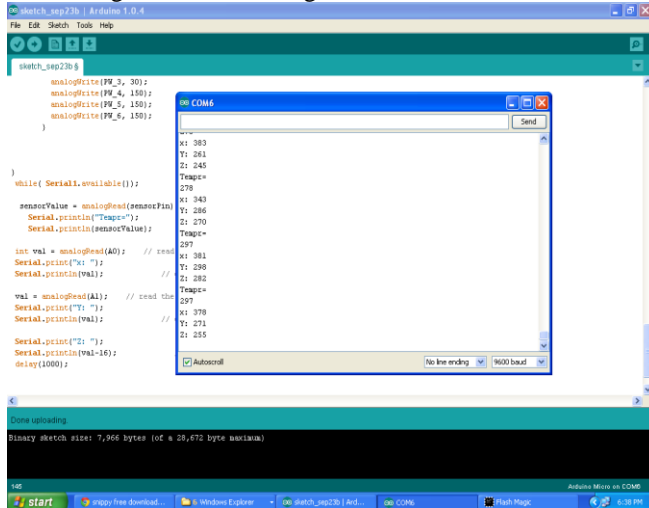 sketch_sep23b | Arduino 1.0.4
File Edit Sketch Tools Help
sketch_sep23b §
analogWrite(PW_3, 30);
analogWrite(PW_4, 150);
analogWrite(PW_5, 150);
analogWrite(PW_6, 150);
}
}
while( Serial1.available());
sensorValue = analogRead(sensorPin)
Serial.println("Tempr=");
Serial.println(sensorValue);
int val = analogRead(A0); // read
Serial.print("x: ");
Serial.println(val); //
val = analogRead(A1); // read the
Serial.print("Y: ");
Serial.println(val); //
Serial.print("Z: ");
Serial.println(val-16);
delay(1000);
COM6
Send
x: 383
Y: 261
Z: 245
Tempr=
278
x: 343
Y: 286
Z: 270
Tempr=
297
x: 381
Y: 298
Z: 282
Tempr=
297
x: 378
Y: 271
Z: 255
Autoscroll
No line ending
9600 baud
Done uploading.
Binary sketch size: 7,966 bytes (of a 28,672 byte maximum)
146
Arduino Micro on COM6
start
snippy free download...
6 Windows Explorer
sketch_sep23b | Ard...
COM6
Flash Magic
6:38 PM